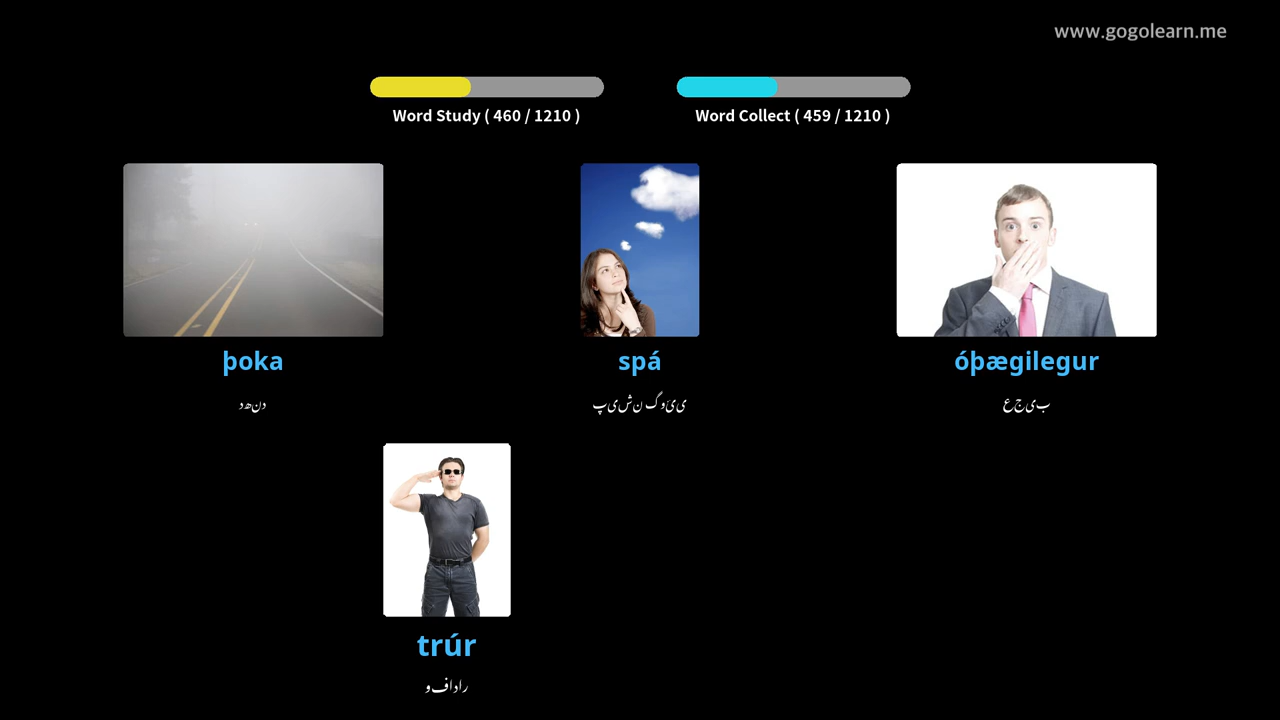 www.gogolearn.me
Word Study ( 460 / 1210 )
Word Collect ( 459 / 1210 )
þoka
spá
óþægilegur
دھند
پیشن گوئی
عجیب
trúr
وفادار